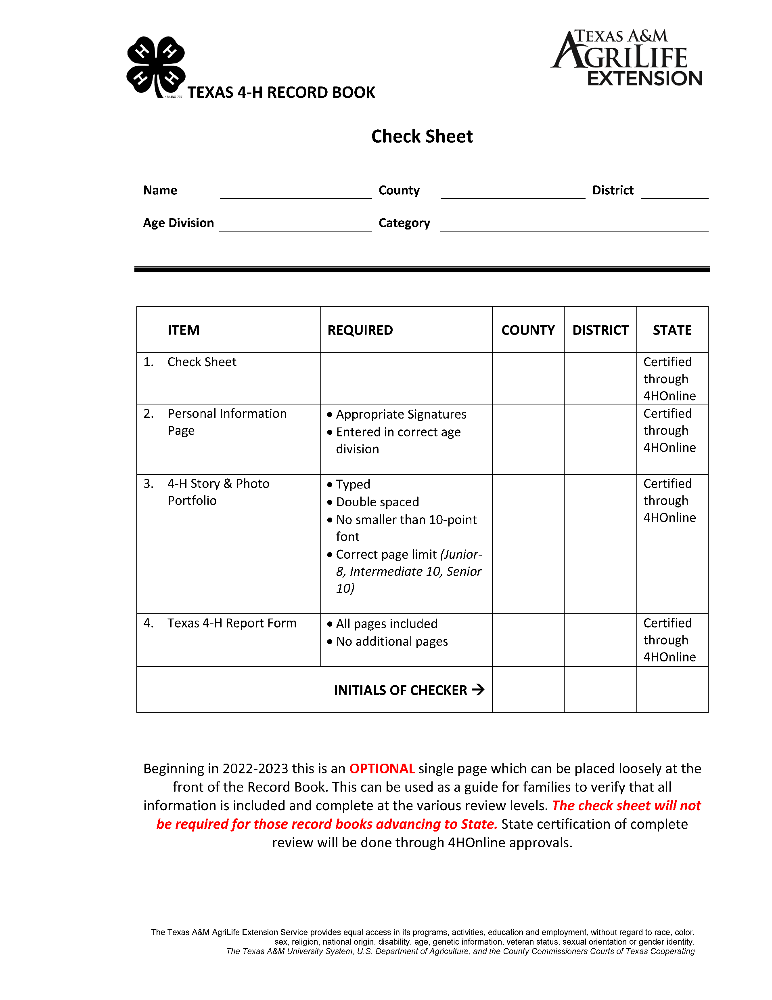 H H
H H
18 USC 707
TEXAS 4-H RECORD BOOK
TEXAS A&M
AGRILIFE
EXTENSION
Check Sheet
Name County District
Age Division Category
ITEM REQUIRED COUNTY DISTRICT STATE
1. Check Sheet Certified
through
4HOnline
2. Personal Information • Appropriate Signatures Certified
Page • Entered in correct age through
division 4HOnline
3. 4-H Story & Photo • Typed Certified
Portfolio • Double spaced through
• No smaller than 10-point 4HOnline
font
• Correct page limit (Junior-
8, Intermediate 10, Senior
10)
4. Texas 4-H Report Form • All pages included Certified
• No additional pages through
4HOnline
INITIALS OF CHECKER →
Beginning in 2022-2023 this is an OPTIONAL single page which can be placed loosely at the
front of the Record Book. This can be used as a guide for families to verify that all
information is included and complete at the various review levels. The check sheet will not
be required for those record books advancing to State. State certification of complete
review will be done through 4HOnline approvals.
The Texas A&M AgriLife Extension Service provides equal access in its programs, activities, education and employment, without regard to race, color,
sex, religion, national origin, disability, age, genetic information, veteran status, sexual orientation or gender identity.
The Texas A&M University System, U.S. Department of Agriculture, and the County Commissioners Courts of Texas Cooperating